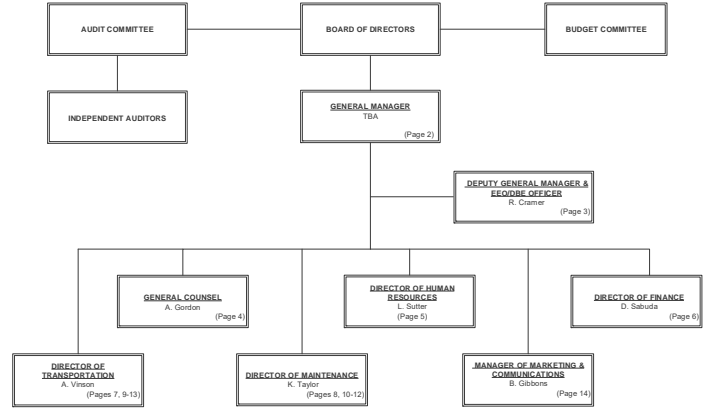 AUDIT COMMITTEE
BOARD OF DIRECTORS
BUDGET COMMITTEE
INDEPENDENT AUDITORS
GENERAL MANAGER
TBA
(Page 2)
DEPUTY GENERAL MANAGER &
EEO/DBE OFFICER
R. Cramer
(Page 3)
GENERAL COUNSEL
A. Gordon
(Page 4)
DIRECTOR OF HUMAN
RESOURCES
L. Sutter
(Page 5)
DIRECTOR OF FINANCE
D. Sabuda
(Page 6)
DIRECTOR OF
TRANSPORTATION
A. Vinson
(Pages 7, 9-13)
DIRECTOR OF MAINTENANCE
K. Taylor
(Pages 8, 10-12)
MANAGER OF MARKETING &
COMMUNICATIONS
B. Gibbons
(Page 14)